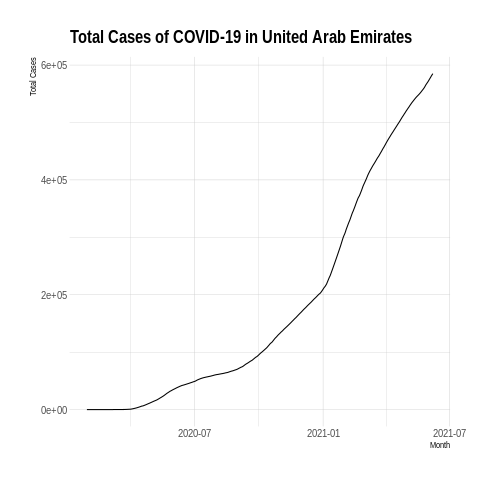 Total Cases of COVID-19 in United Arab Emirates
Total Cases
6e+05
4e+05
2e+05
0e+00
2020-07
2021-01
2021-07
Month